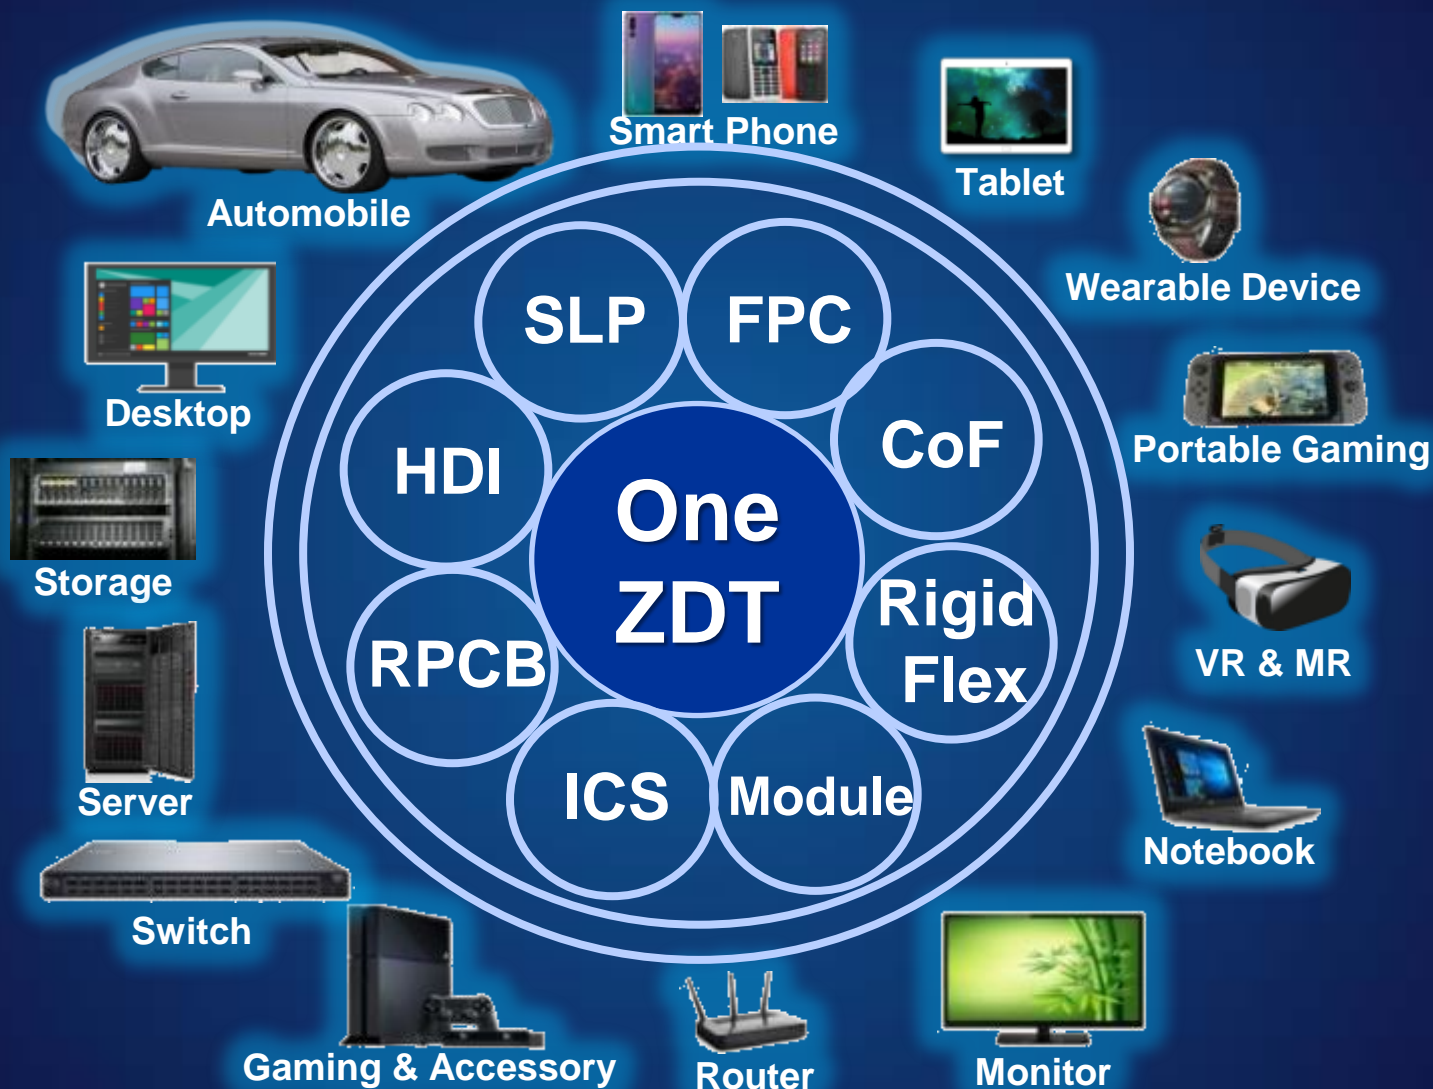 Smart Phone
Tablet
Automobile
Wearable Device
SLP
FPC
Desktop
CoF
Portable Gaming
HDI
One
ZDT
Storage
Rigid
Flex
RPCB
VR & MR
Server
ICS
Module
Notebook
Switch
Gaming & Accessory
Router
Monitor